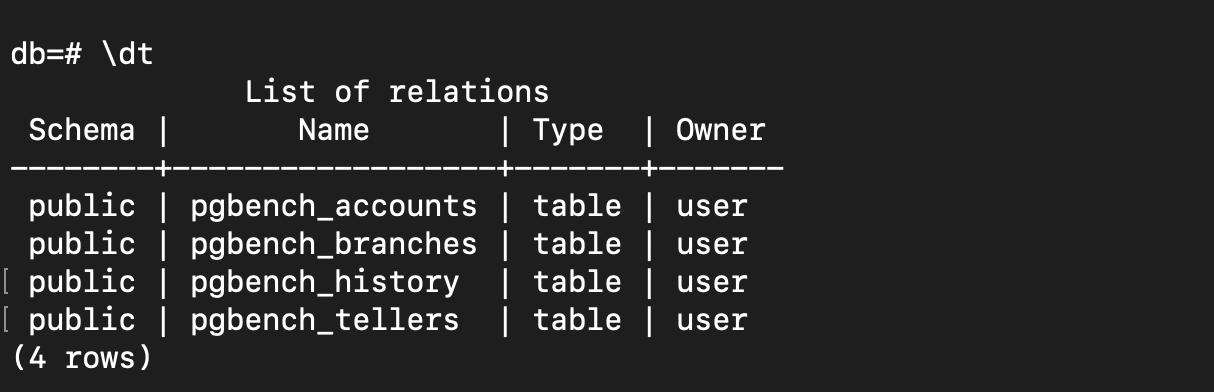 db=# \dt
             List of relations
 Schema |       Name       | Type  | Owner
--------+------------------+-------+-------
 public | pgbench_accounts | table | user
 public | pgbench_branches | table | user
[ public | pgbench_history  | table | user
[ public | pgbench_tellers  | table | user
(4 rows)